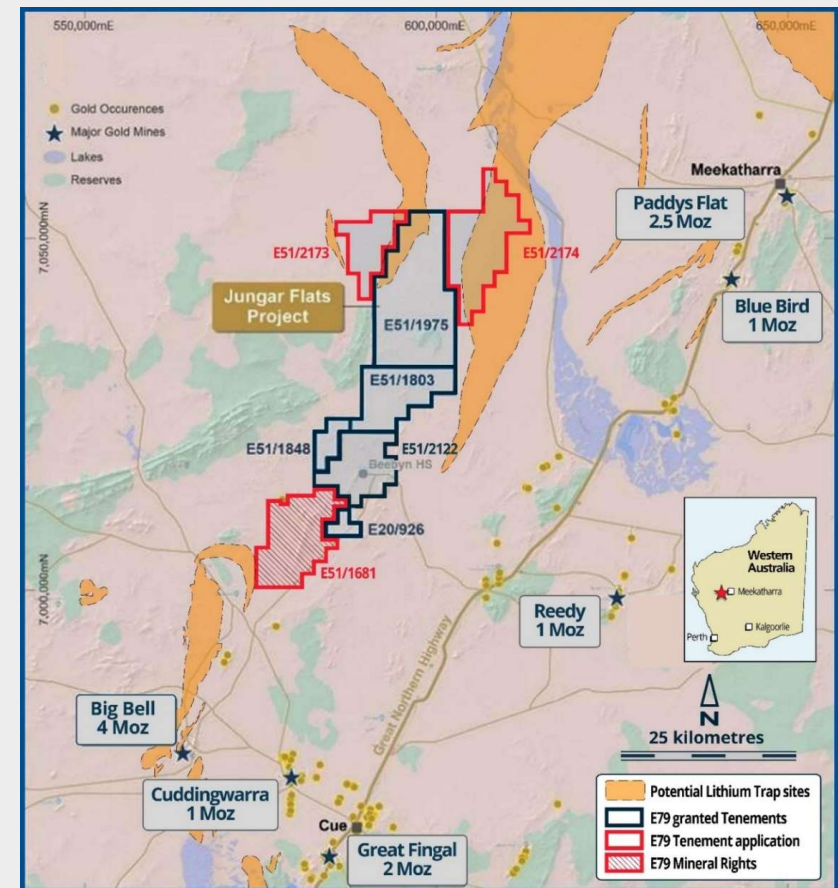 550,000mE
600,000mE
650,000mE
Gold Occurences
Major Gold Mines
Lakes
Reserves
Meekatharra
Paddys Flat
2.5 Moz
7,050,000mN
E51/2173
E51/2174
Jungar Flats
Project
Blue Bird
1 Moz
E51/1975
E51/1803
E51/1848
E51/2122
Beebyn HS
E20/926
E51/1681
7,000,000mN
Western
Australia
Meekatharra
Kalgoorlie
Perth
Reedy
1 Moz
Great Northern Highway
Big Bell
4 Moz
N
25 kilometres
Cuddingwarra
1 Moz
Cue
Great Fingal
2 Moz
Potential Lithium Trap sites
E79 granted Tenements
E79 Tenement application
E79 Mineral Rights